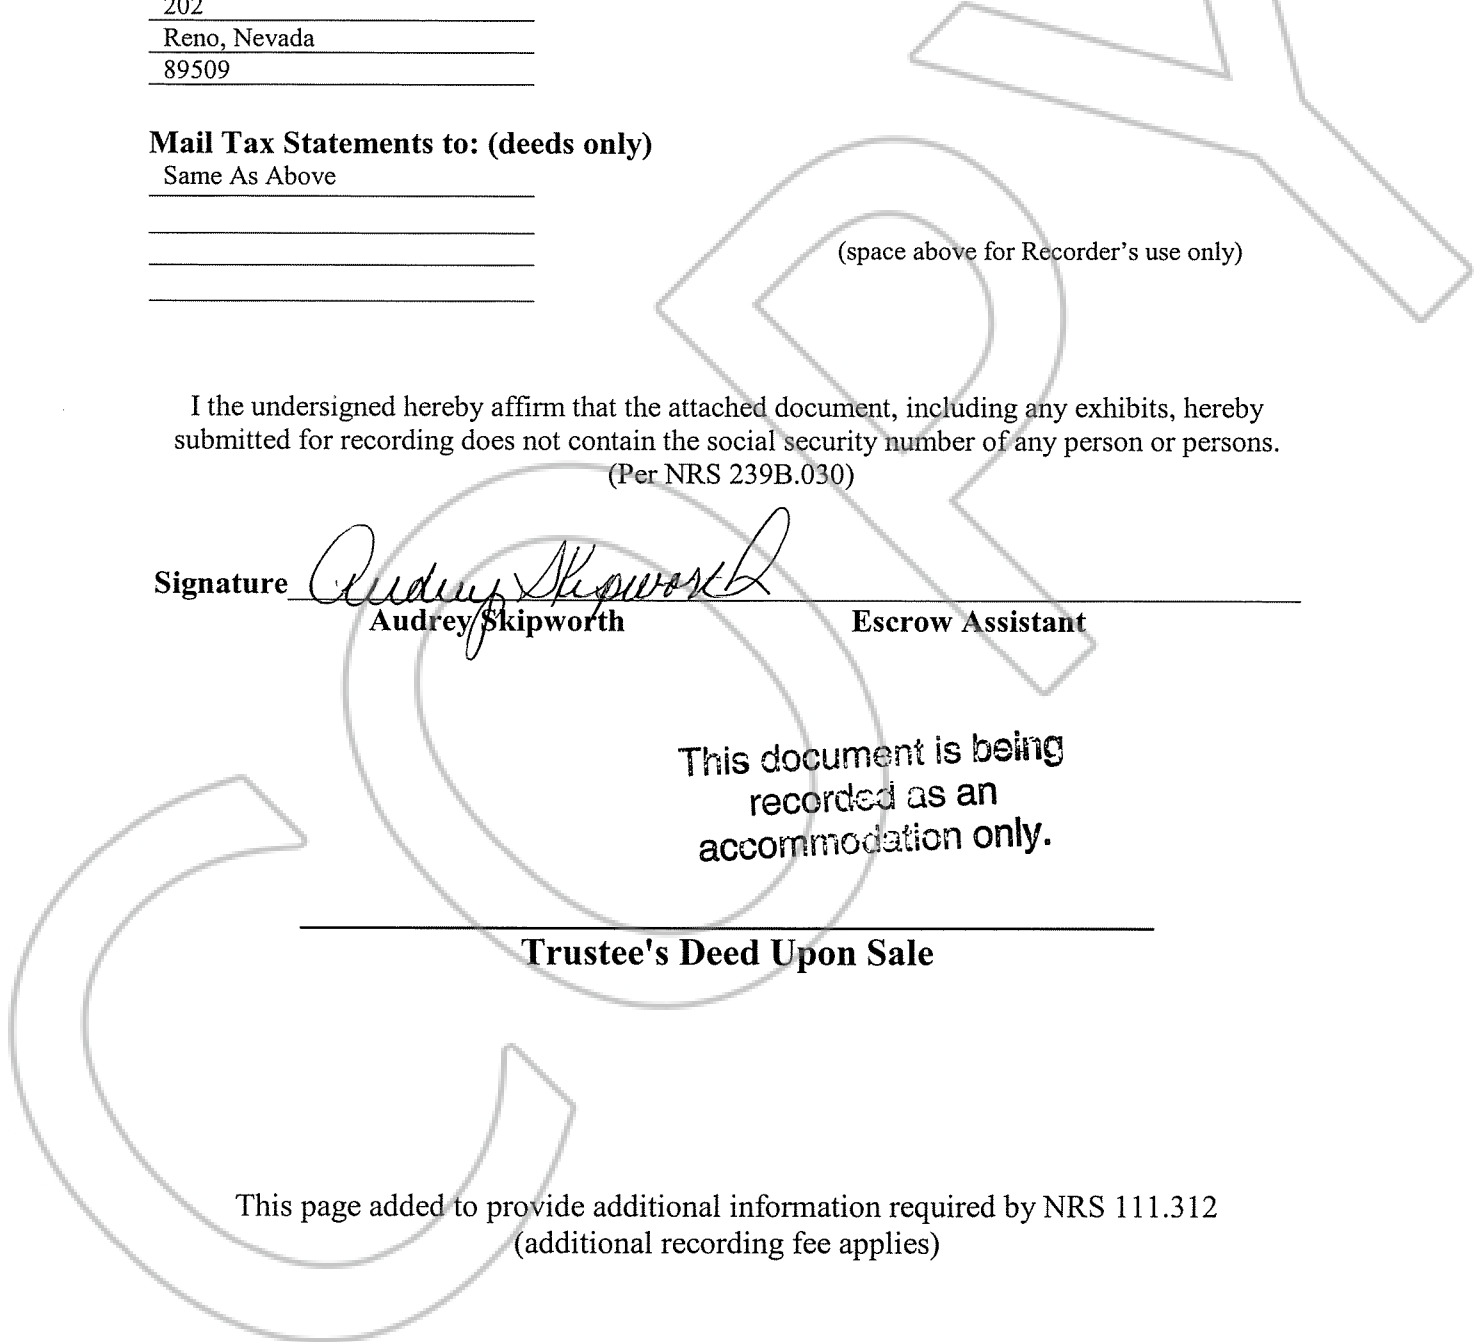 202
Reno, Nevada
89509
Mail Tax Statements to: (deeds only)
Same As Above
(space above for Recorder's use only)
I the undersigned hereby affirm that the attached document, including any exhibits, hereby
submitted for recording does not contain the social security number of any person or persons.
(Per NRS 239B.030)
Signature Audrey Skipworth
Audrey Skipworth Escrow Assistant
This document is being
recorded as an
accommodation only.
Trustee's Deed Upon Sale
This page added to provide additional information required by NRS 111.312
(additional recording fee applies)
COPY